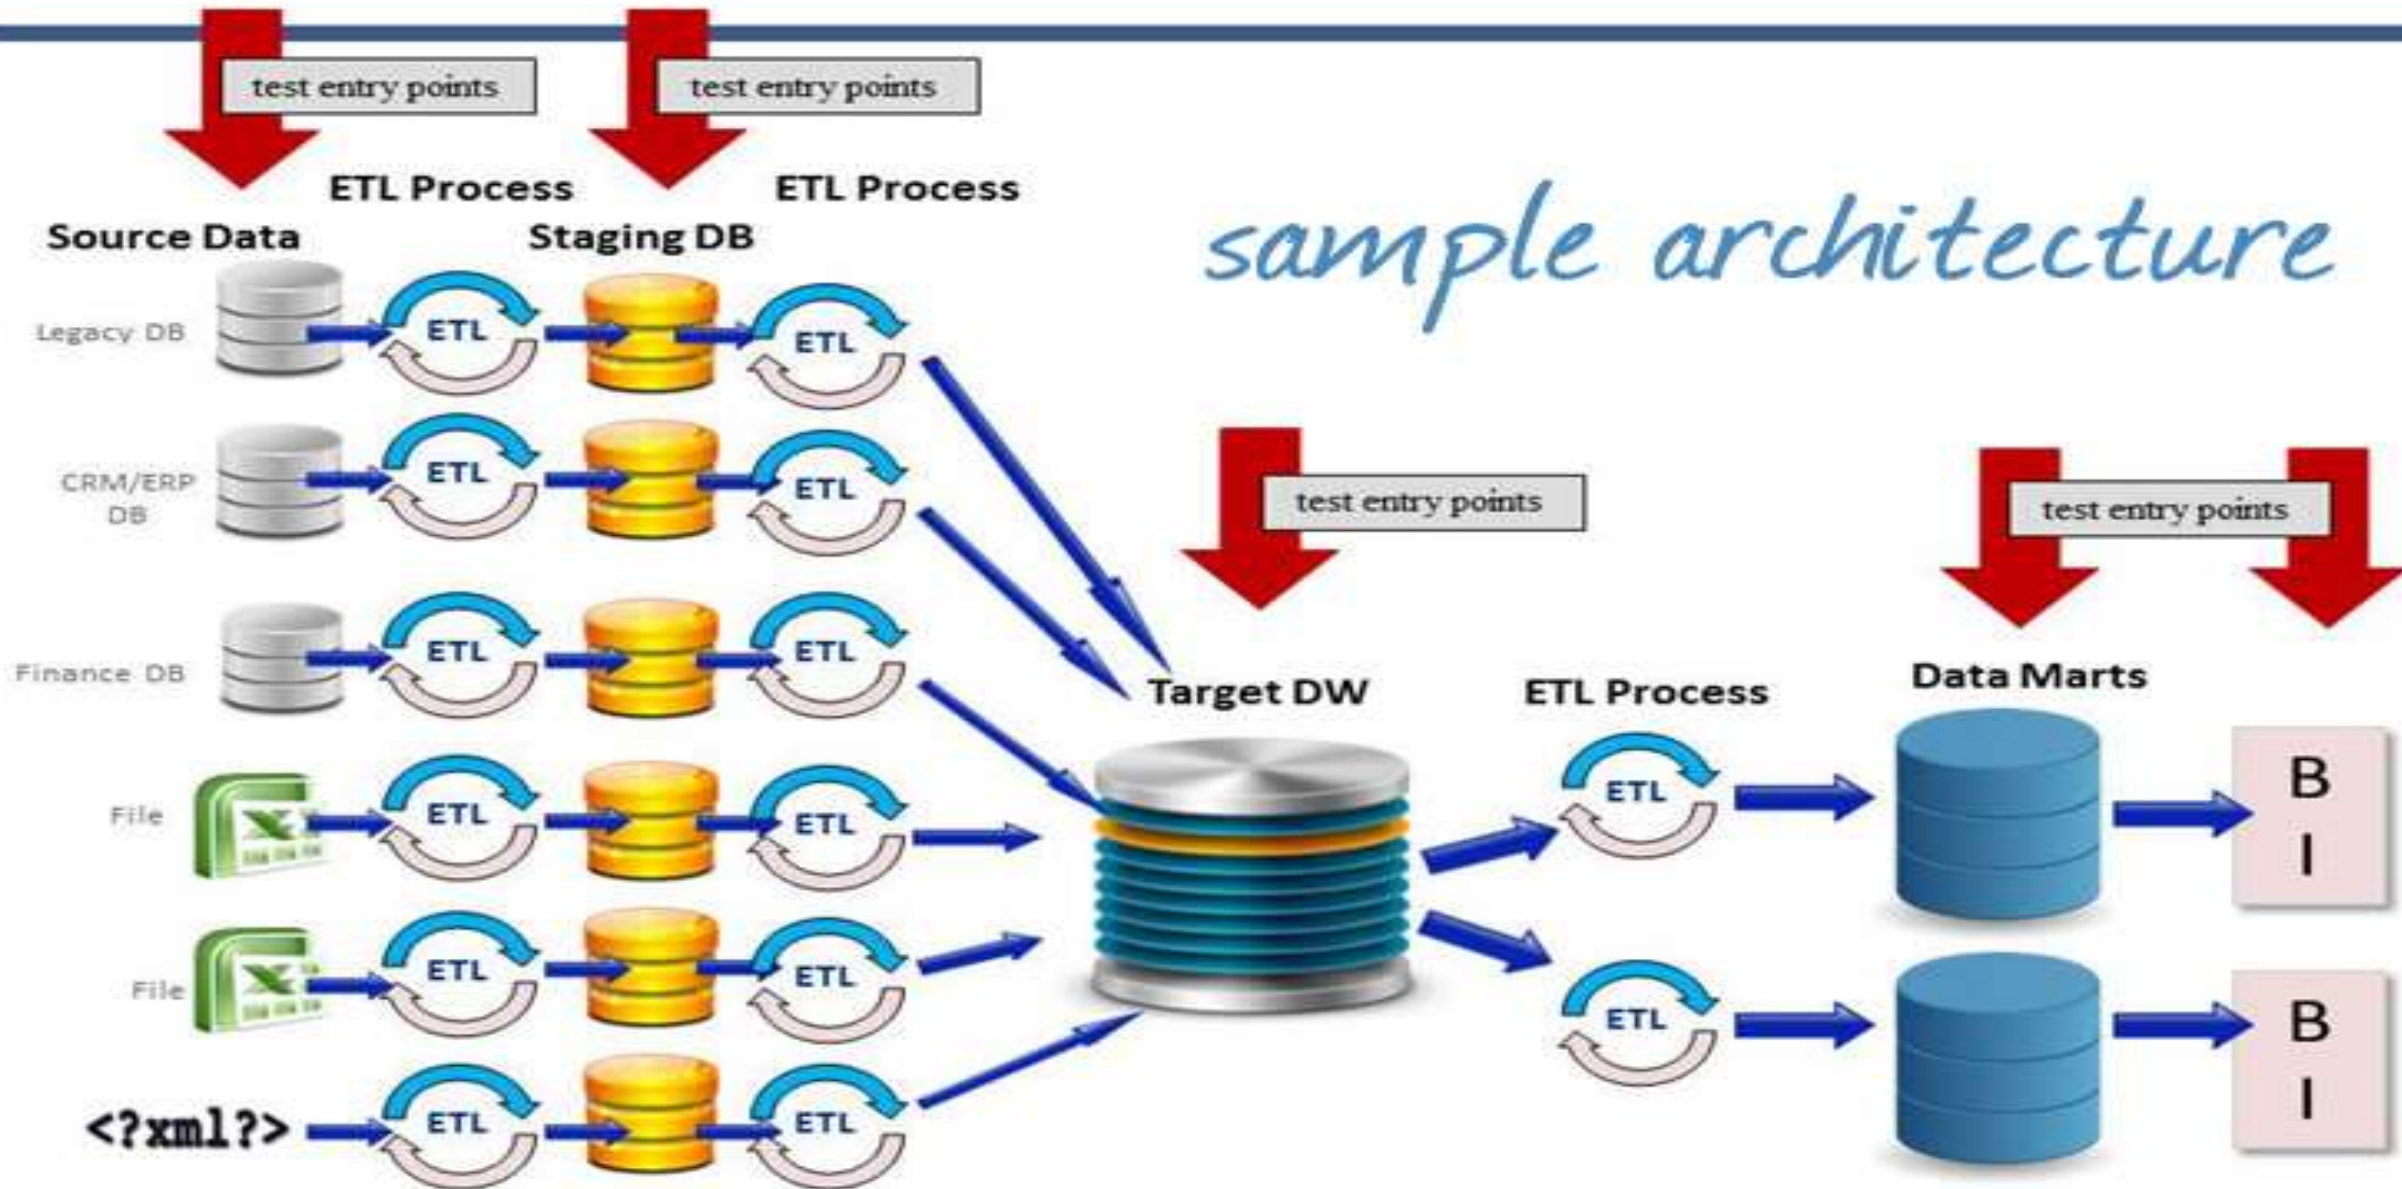 test entry points
test entry points
ETL Process
ETL Process
Source Data
Staging DB
sample architecture
Legacy DB
ETL
ETL
CRM/ERP
DB
ETL
ETL
test entry points
test entry points
Finance DB
ETL
ETL
Target DW
ETL Process
Data Marts
File
ETL
ETL
ETL
B
I
File
ETL
ETL
ETL
B
I
<?xml?>
ETL
ETL